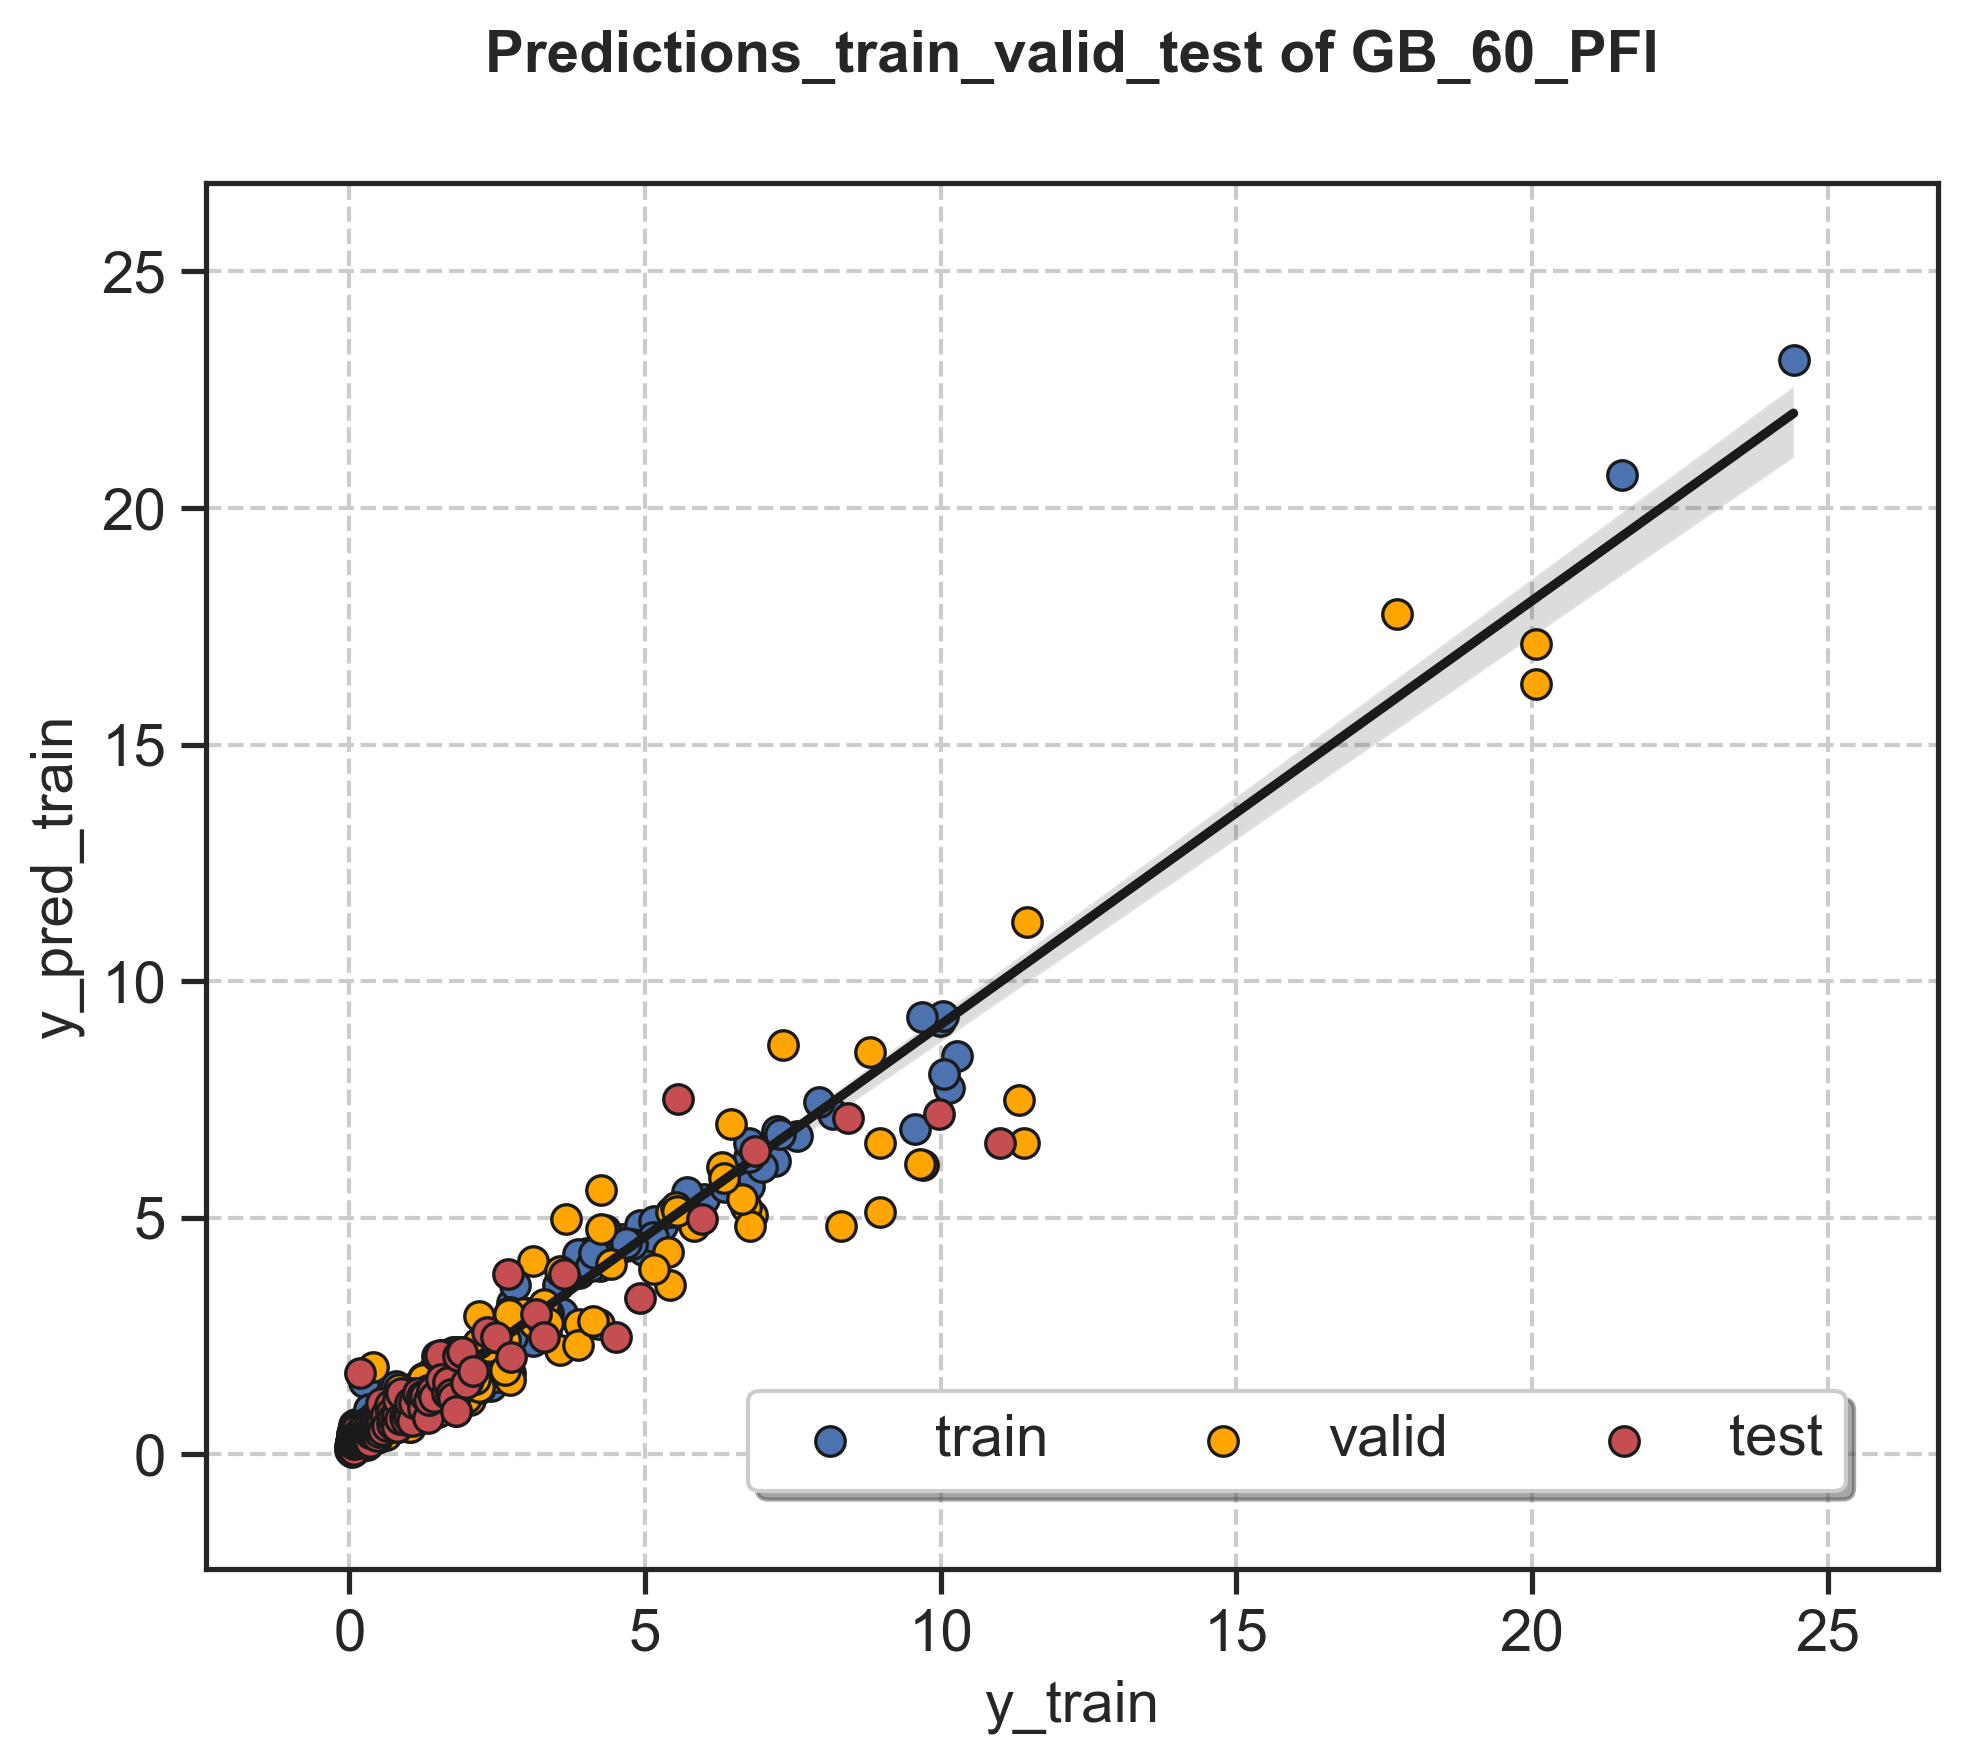 Predictions_train_valid_test of GB_60_PFI
25
20
15
10
5
0
y_pred_train
train valid test
0 5 10 15 20 25
y_train